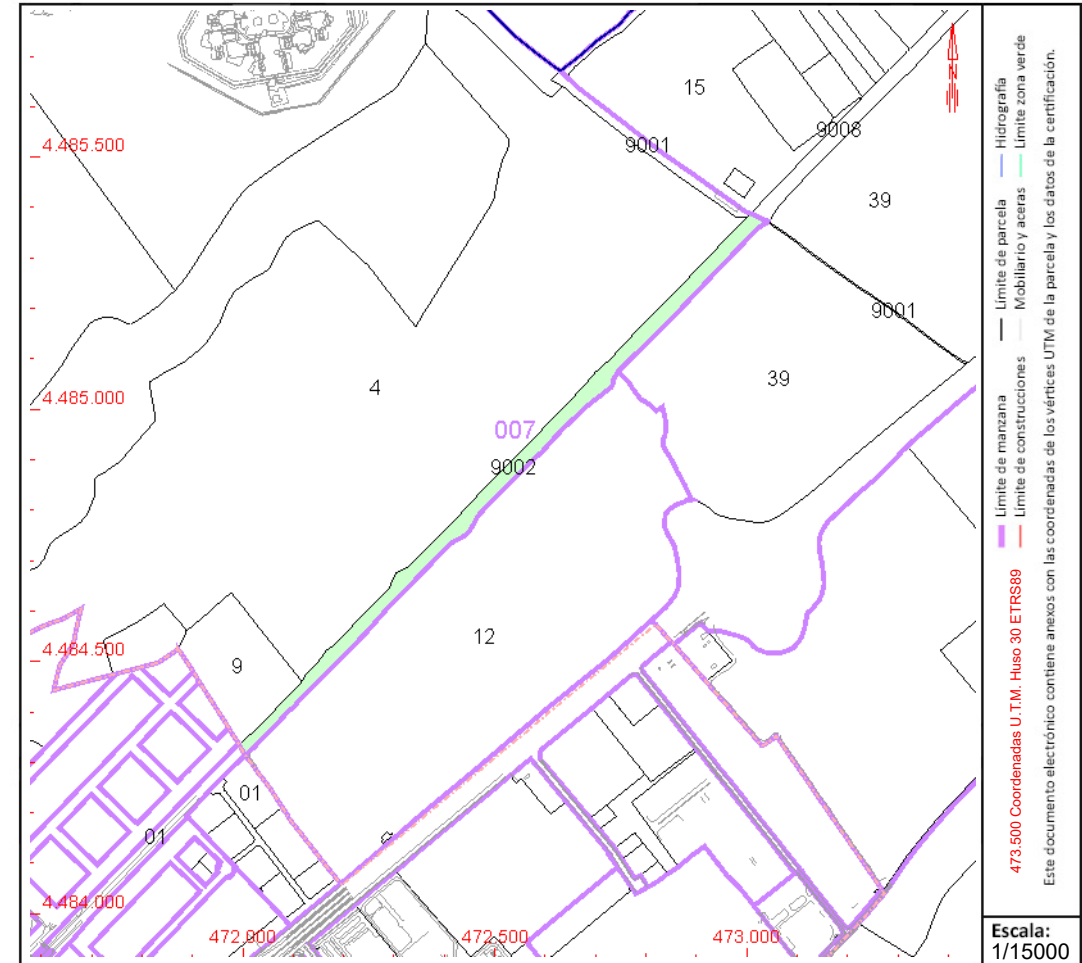 15
9008
9001
4.485.500
39
9001
39
4
4.485.000
007
9002
12
4.484.500
9
01
01
4.484.000
472.000
472.500
473.000
N
Límite de manzana
Límite de parcela
Hidrografía
Límite de construcciones
Mobiliario y aceras
Límite zona verde
473.500 Coordenadas U.T.M. Huso 30 ETRS89
Este documento electrónico contiene anexos con las coordenadas de los vértices UTM de la parcela y los datos de la certificación.
Escala:
1/15000